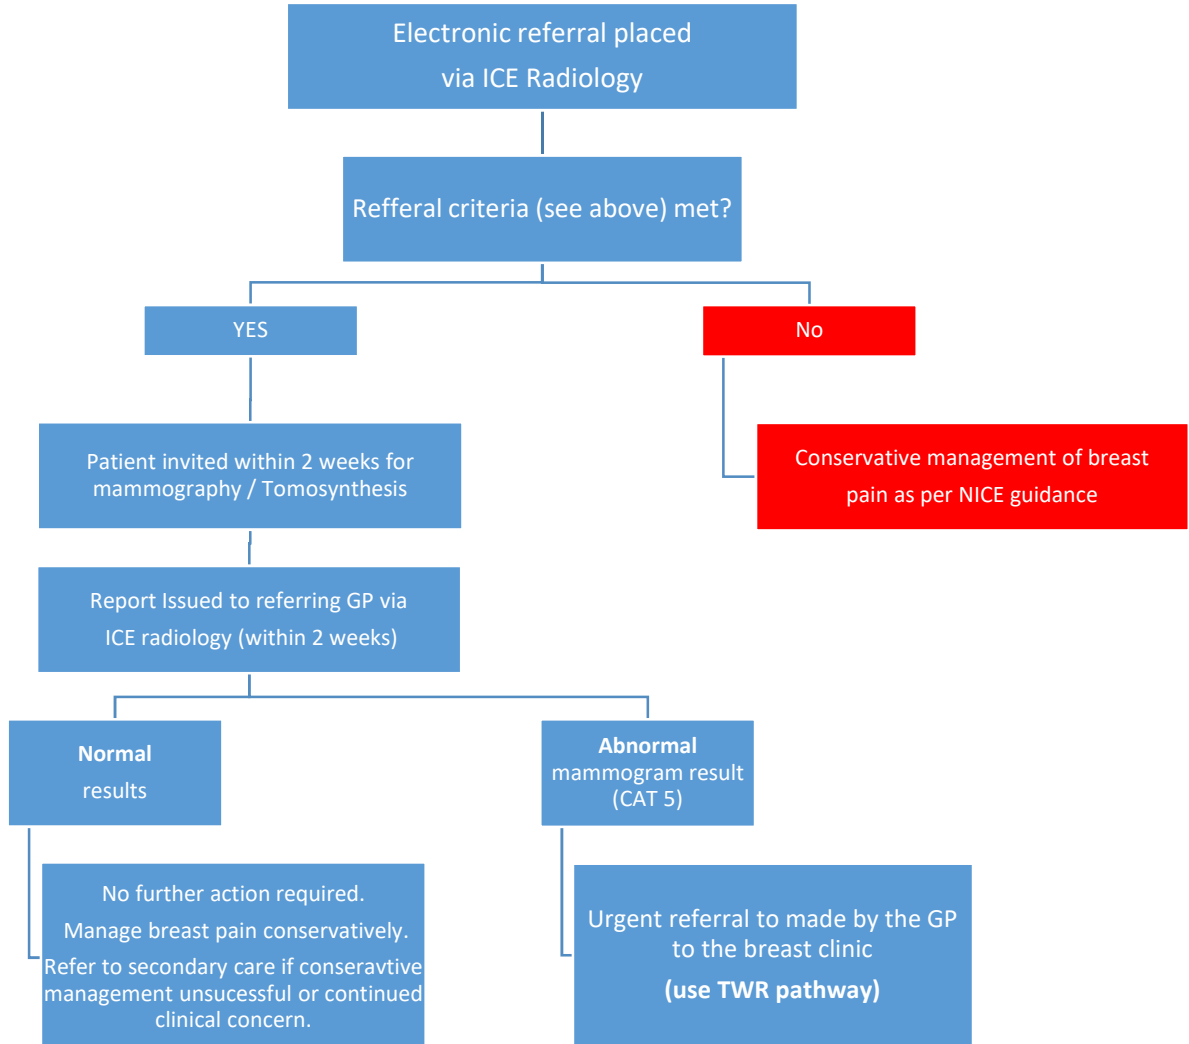 Electronic referral placed
via ICE Radiology
Refferal criteria (see above) met?
YES
No
Patient invited within 2 weeks for
mammography / Tomosynthesis
Conservative management of breast
pain as per NICE guidance
Report Issued to referring GP via
ICE radiology (within 2 weeks)
Normal
results
Abnormal
mammogram result
(CAT 5)
No further action required.
Manage breast pain conservatively.
Refer to secondary care if conseravtive
management unsucessful or continued
clinical concern.
Urgent referral to made by the GP
to the breast clinic
(use TWR pathway)